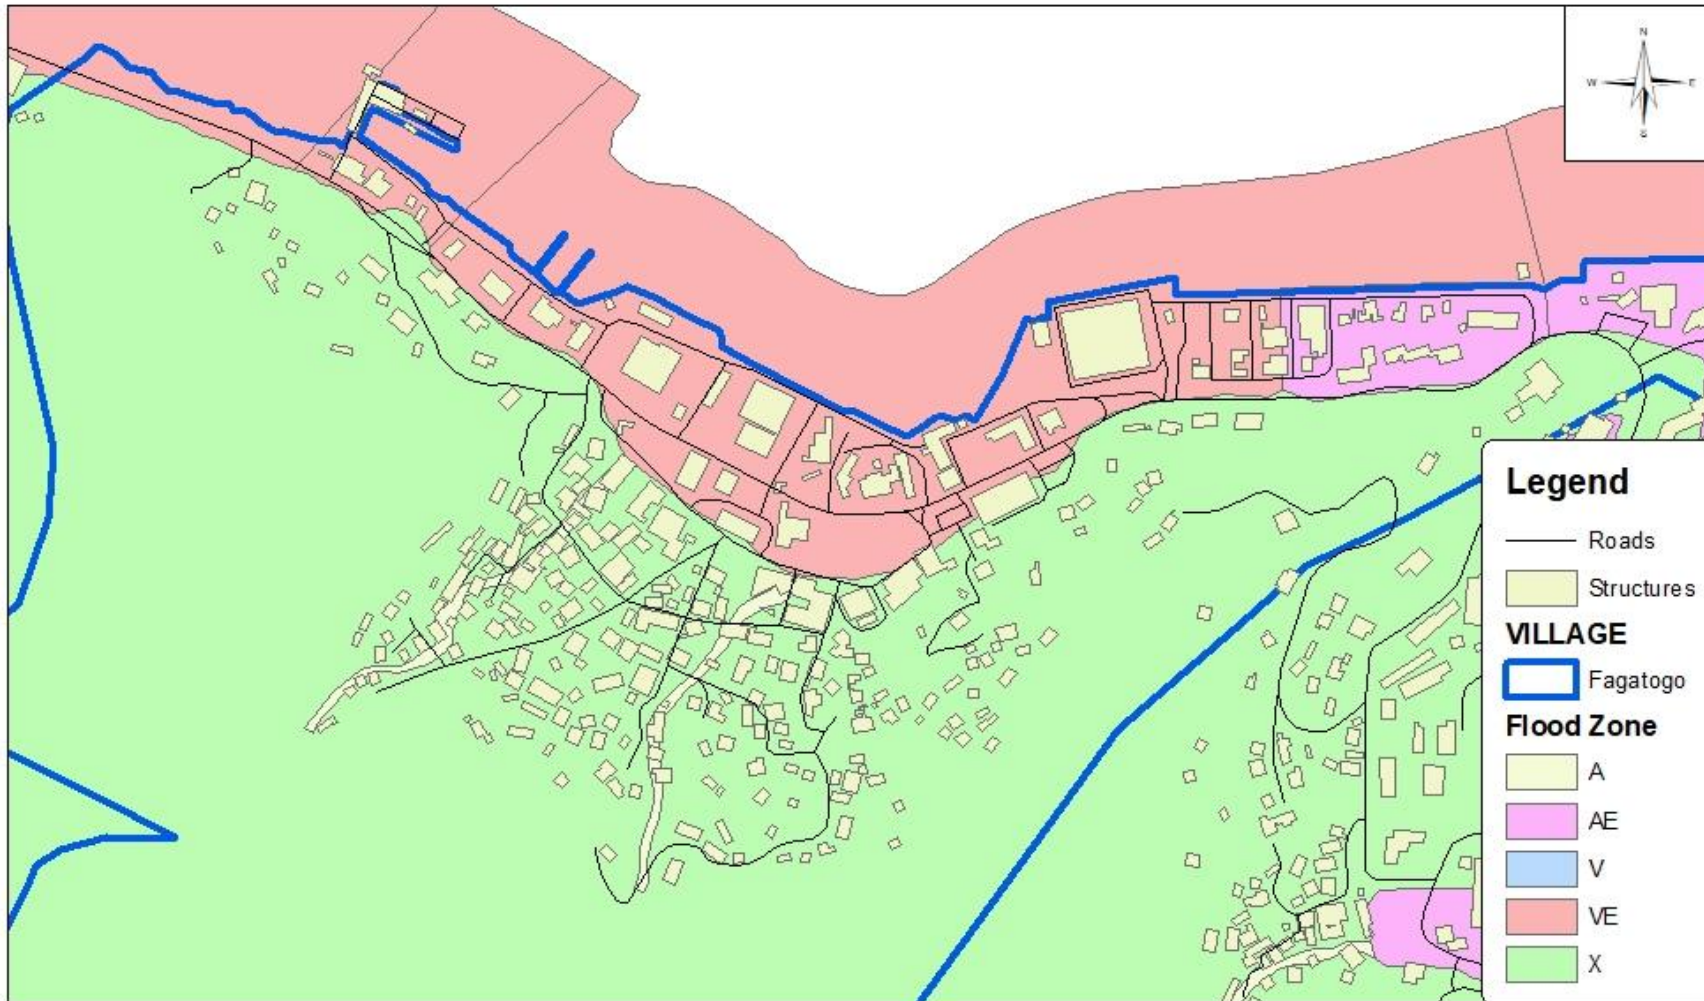 N
W E
S
Legend
Roads
Structures
VILLAGE
Fagatogo
Flood Zone
A
AE
V
VE
X